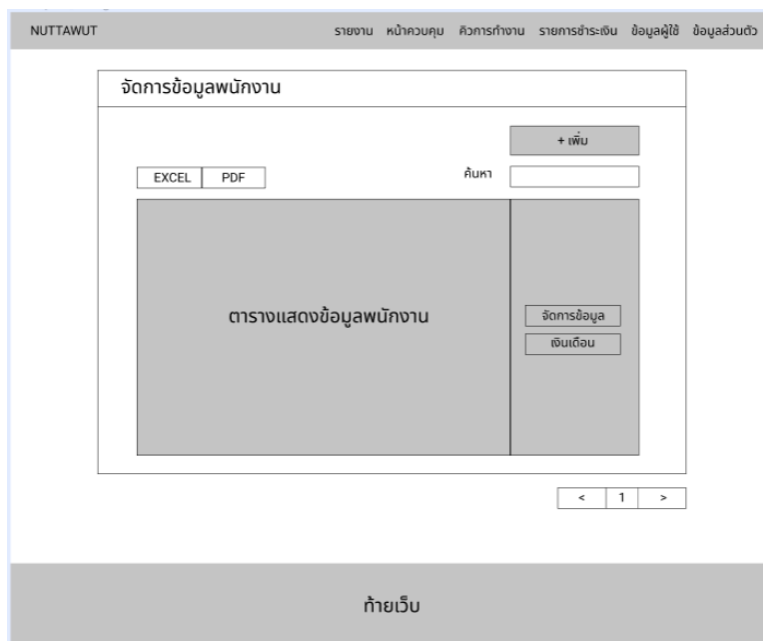 NUTTAWUT รายงาน หน้าควบคุม คิวการทำงาน รายการชำระเงิน ข้อมูลผู้ใช้ ข้อมูลส่วนตัว
จัดการข้อมูลพนักงาน
+ เพิ่ม
EXCEL PDF ค้นหา
ตารางแสดงข้อมูลพนักงาน
จัดการข้อมูล
เงินเดือน
< 1 >
ท้ายเว็บ